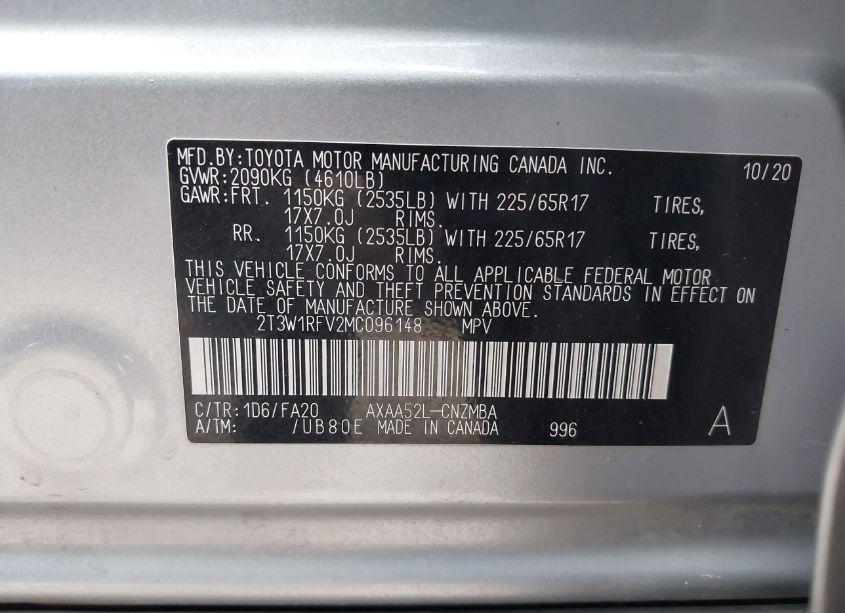 MFD.BY:TOYOTA MOTOR MANUFACTURING CANADA INC. 10/20
GVWR:2090KG (4610LB)
GAWR:FRT. 1150KG (2535LB) WITH 225/65R17 TIRES,
17X7.0J RIMS.
RR. 1150KG (2535LB) WITH 225/65R17 TIRES,
17X7.0J RIMS.
THIS VEHICLE CONFORMS TO ALL APPLICABLE FEDERAL MOTOR
VEHICLE SAFETY AND THEFT PREVENTION STANDARDS IN EFFECT ON
THE DATE OF MANUFACTURE SHOWN ABOVE.
2T3W1RFV2MC096148 MPV
C/TR:1D6/FA20 AXAA52L-CNZMBA
A/TM: /UB80E MADE IN CANADA 996 A